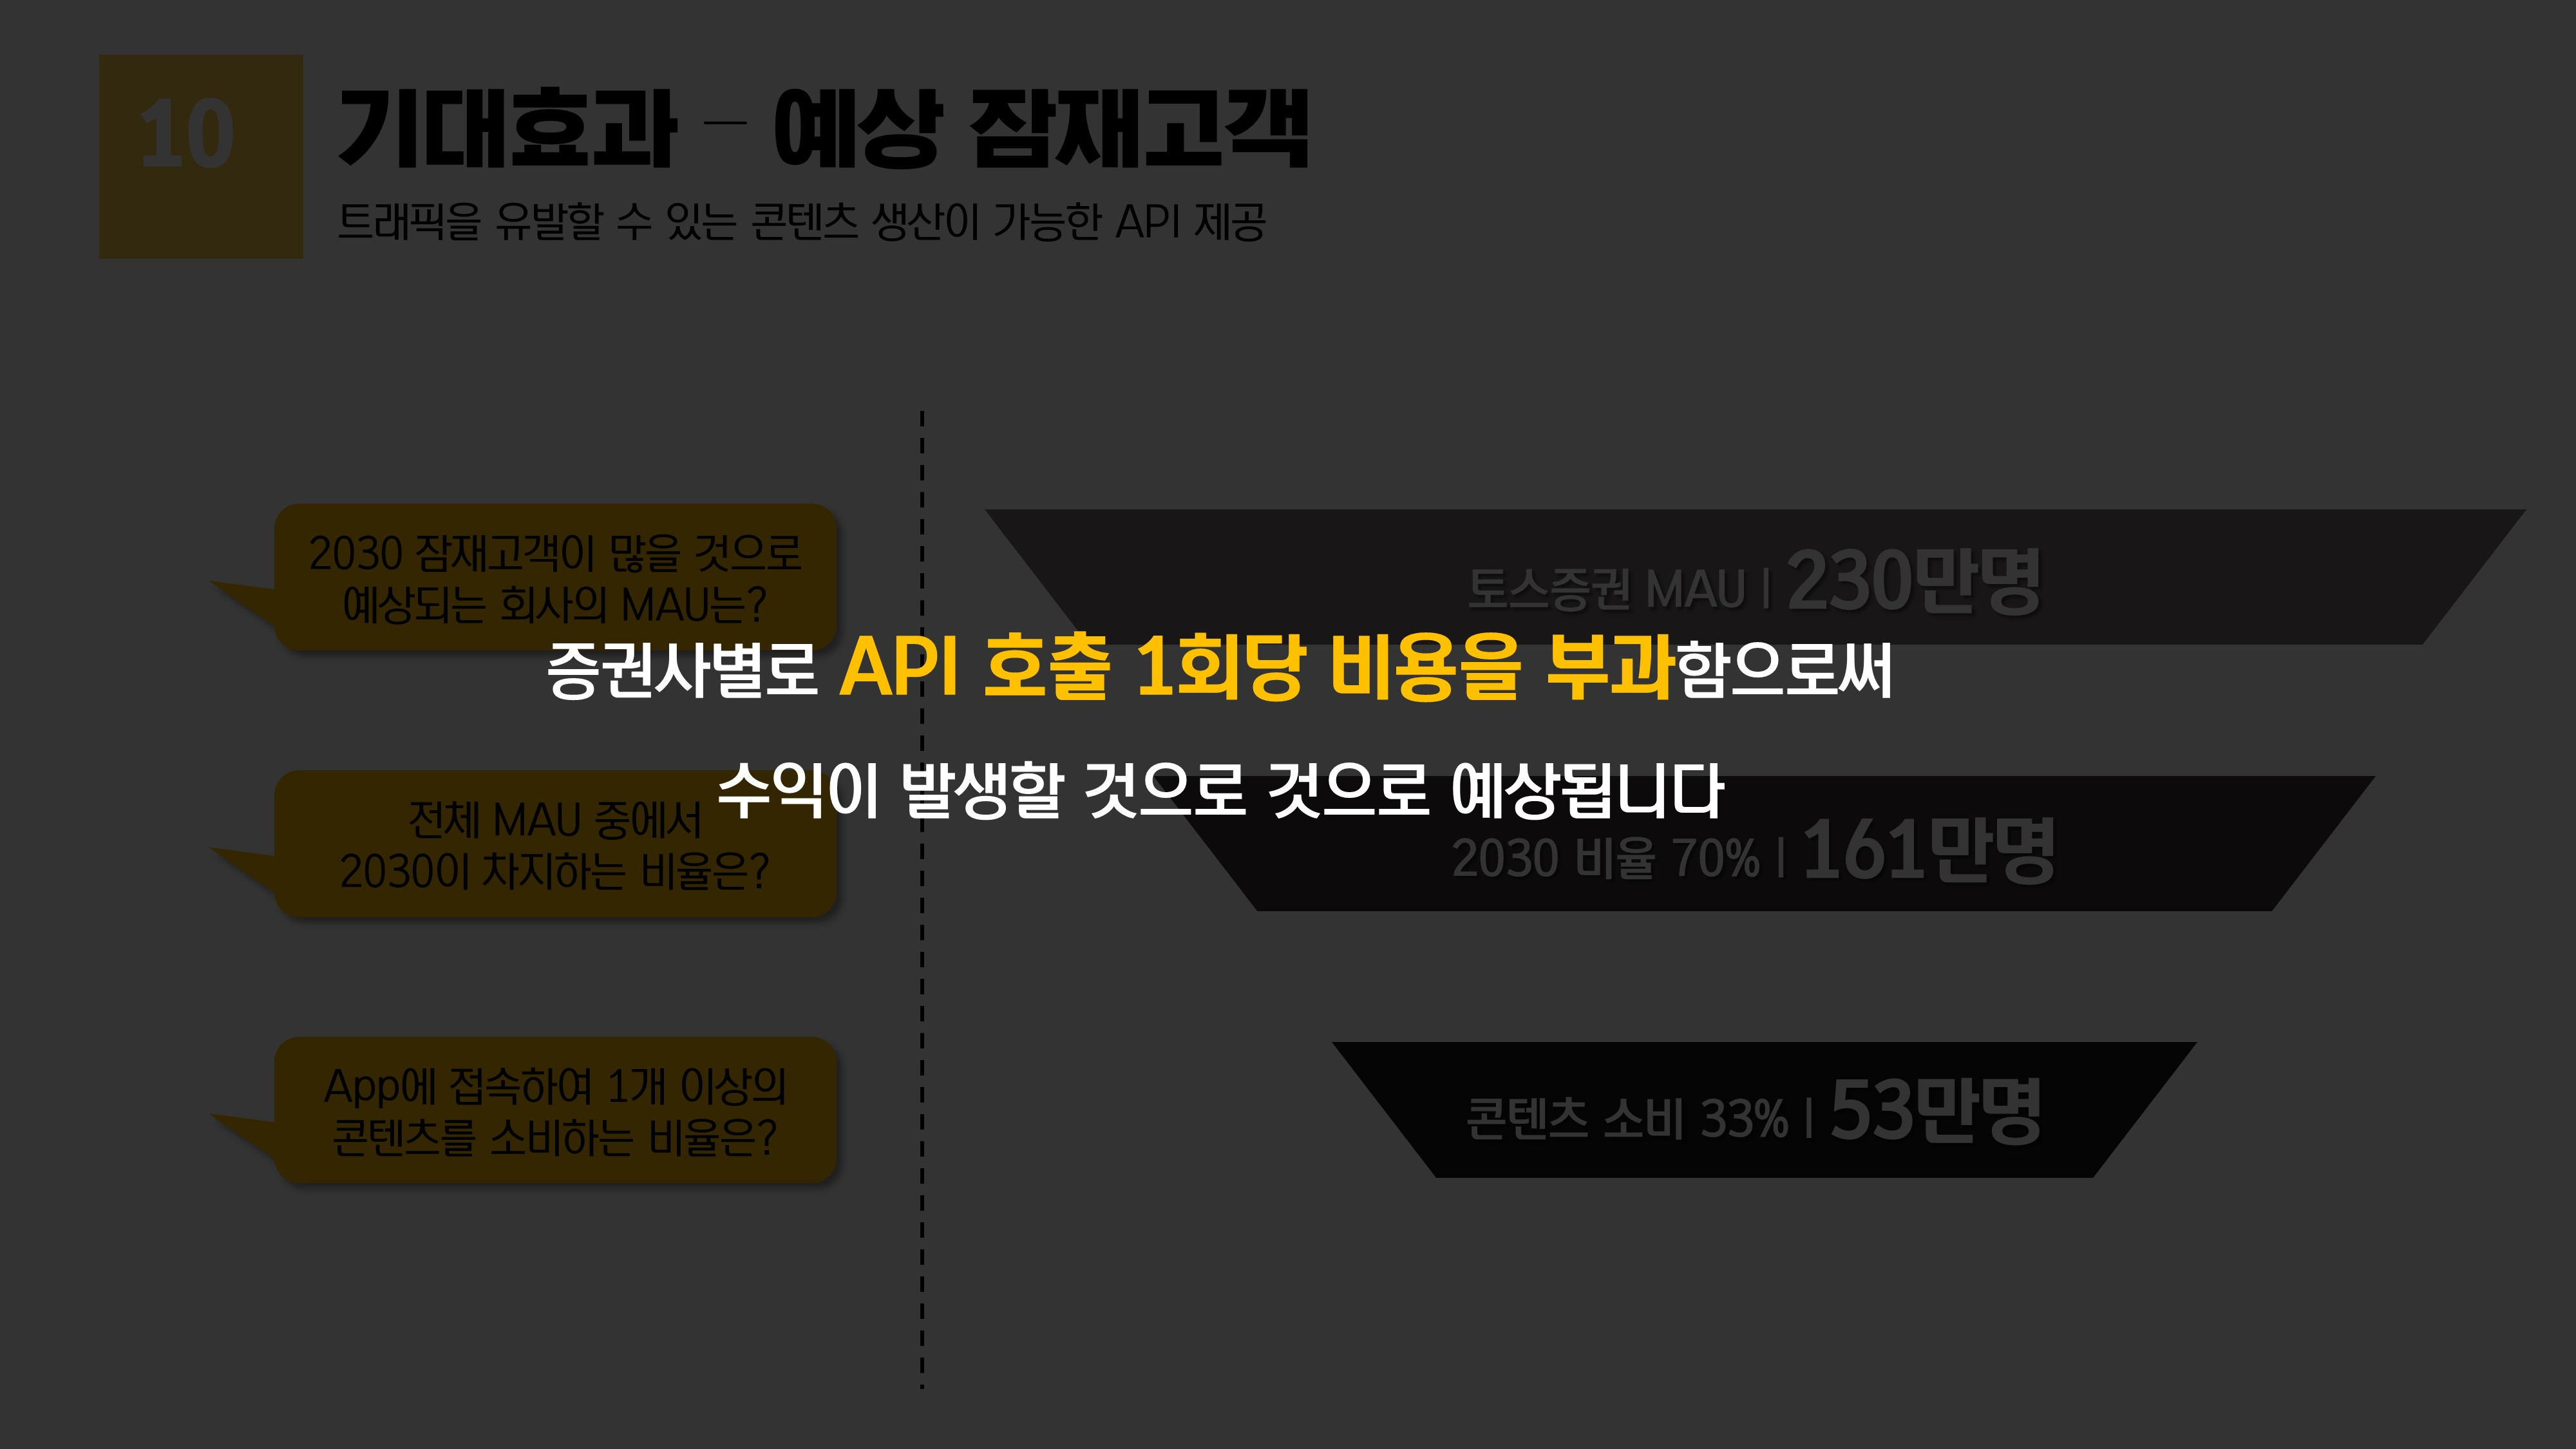 10
기대효과 – 예상 잠재고객
트래픽을 유발할 수 있는 콘텐츠 생산이 가능한 API 제공
2030 잠재고객이 많을 것으로
예상되는 회사의 MAU는?
토스증권 MAU | 230만명
증권사별로 API 호출 1회당 비용을 부과함으로써
수익이 발생할 것으로 것으로 예상됩니다
전체 MAU 중에서
2030이 차지하는 비율은?
2030 비율 70% | 161만명
App에 접속하여 1개 이상의
콘텐츠를 소비하는 비율은?
콘텐츠 소비 33% | 53만명